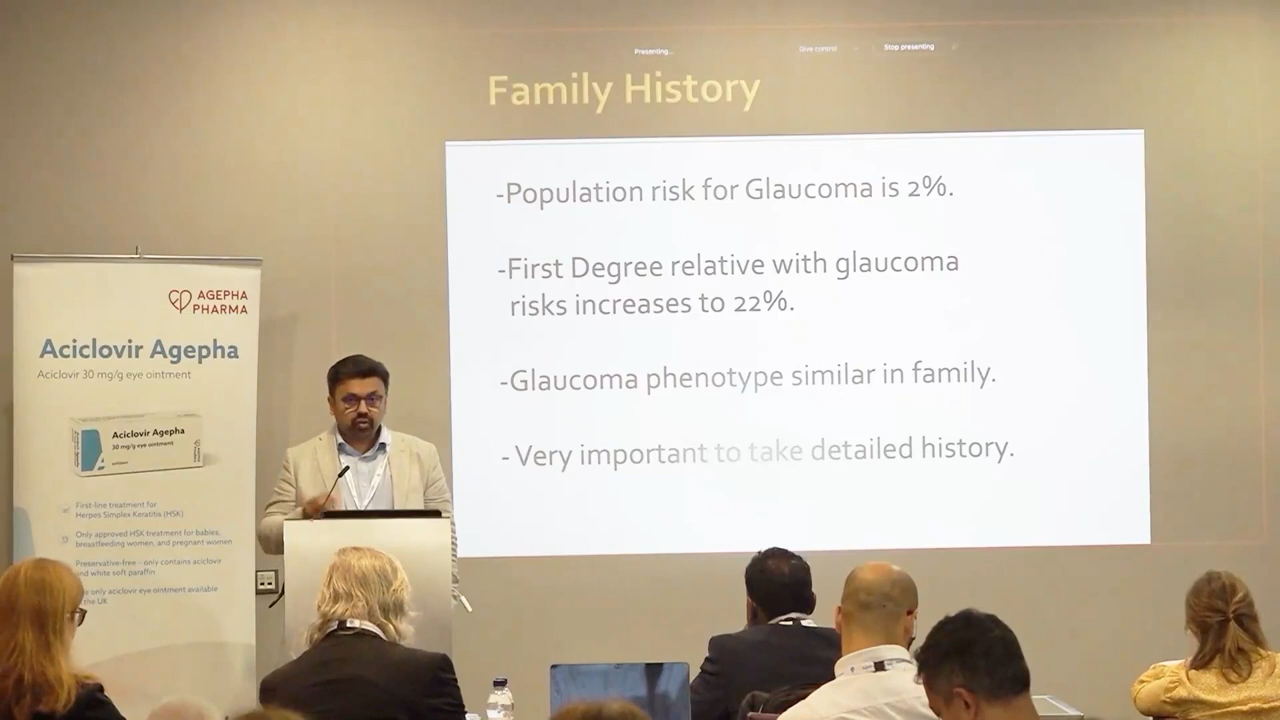 Presenting...
Give control
Stop presenting
Family History
-Population risk for Glaucoma is 2%.
-First Degree relative with glaucoma
risks increases to 22%.
-Glaucoma phenotype similar in family.
- Very important to take detailed history.
AGEPHA
PHARMA
Aciclovir Agepha
Aciclovir 30 mg/g eye ointment
Aciclovir Agepha
30 mg/g eye ointment
First-line treatment for
Herpes Simplex Keratitis (HSK)
Only approved HSK treatment for babies,
breastfeeding women, and pregnant women
Preservative-free – only contains aciclovir
and white soft paraffin
only aciclovir eye ointment available
the UK